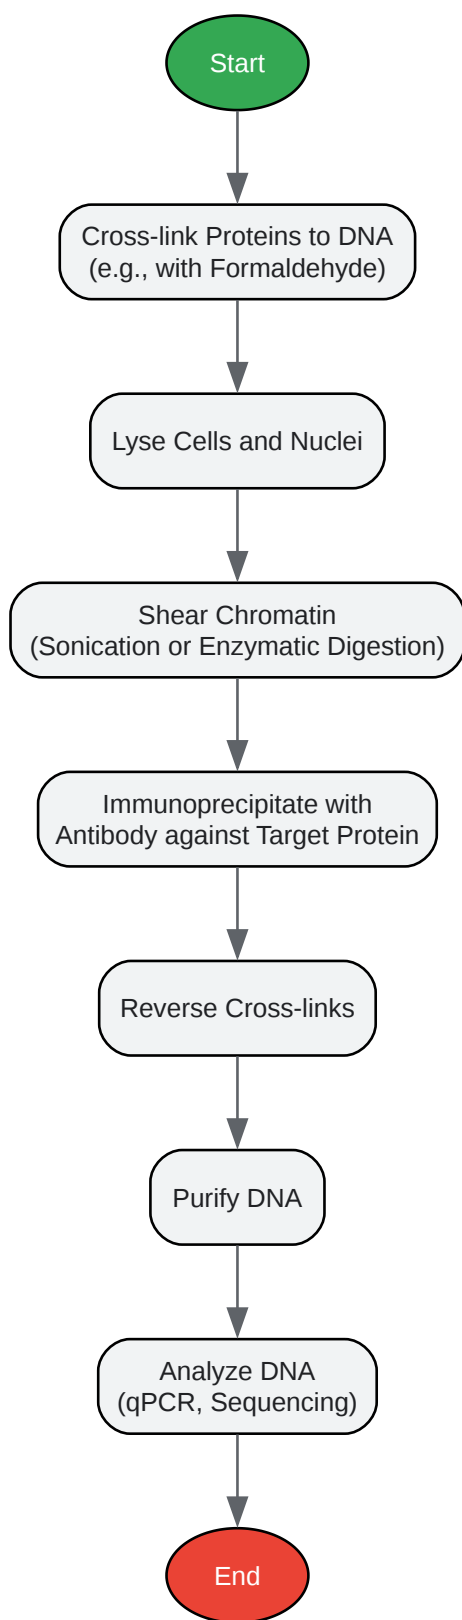 Start
Cross-link Proteins to DNA
(e.g., with Formaldehyde)
Lyse Cells and Nuclei
Shear Chromatin
(Sonication or Enzymatic Digestion)
Immunoprecipitate with
Antibody against Target Protein
Reverse Cross-links
Purify DNA
Analyze DNA
(qPCR, Sequencing)
End